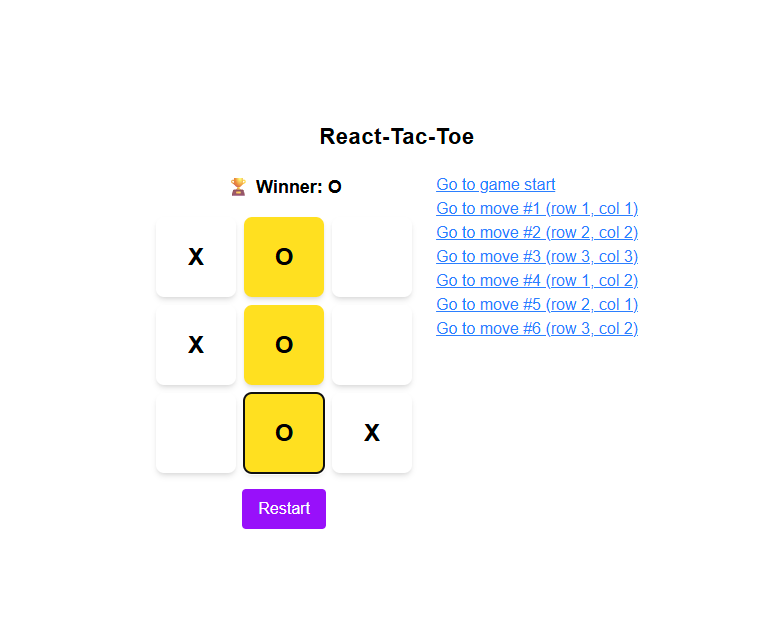 React-Tac-Toe
🏆 Winner: O
X O
X O
O X
Restart
Go to game start
Go to move #1 (row 1, col 1)
Go to move #2 (row 2, col 2)
Go to move #3 (row 3, col 3)
Go to move #4 (row 1, col 2)
Go to move #5 (row 2, col 1)
Go to move #6 (row 3, col 2)